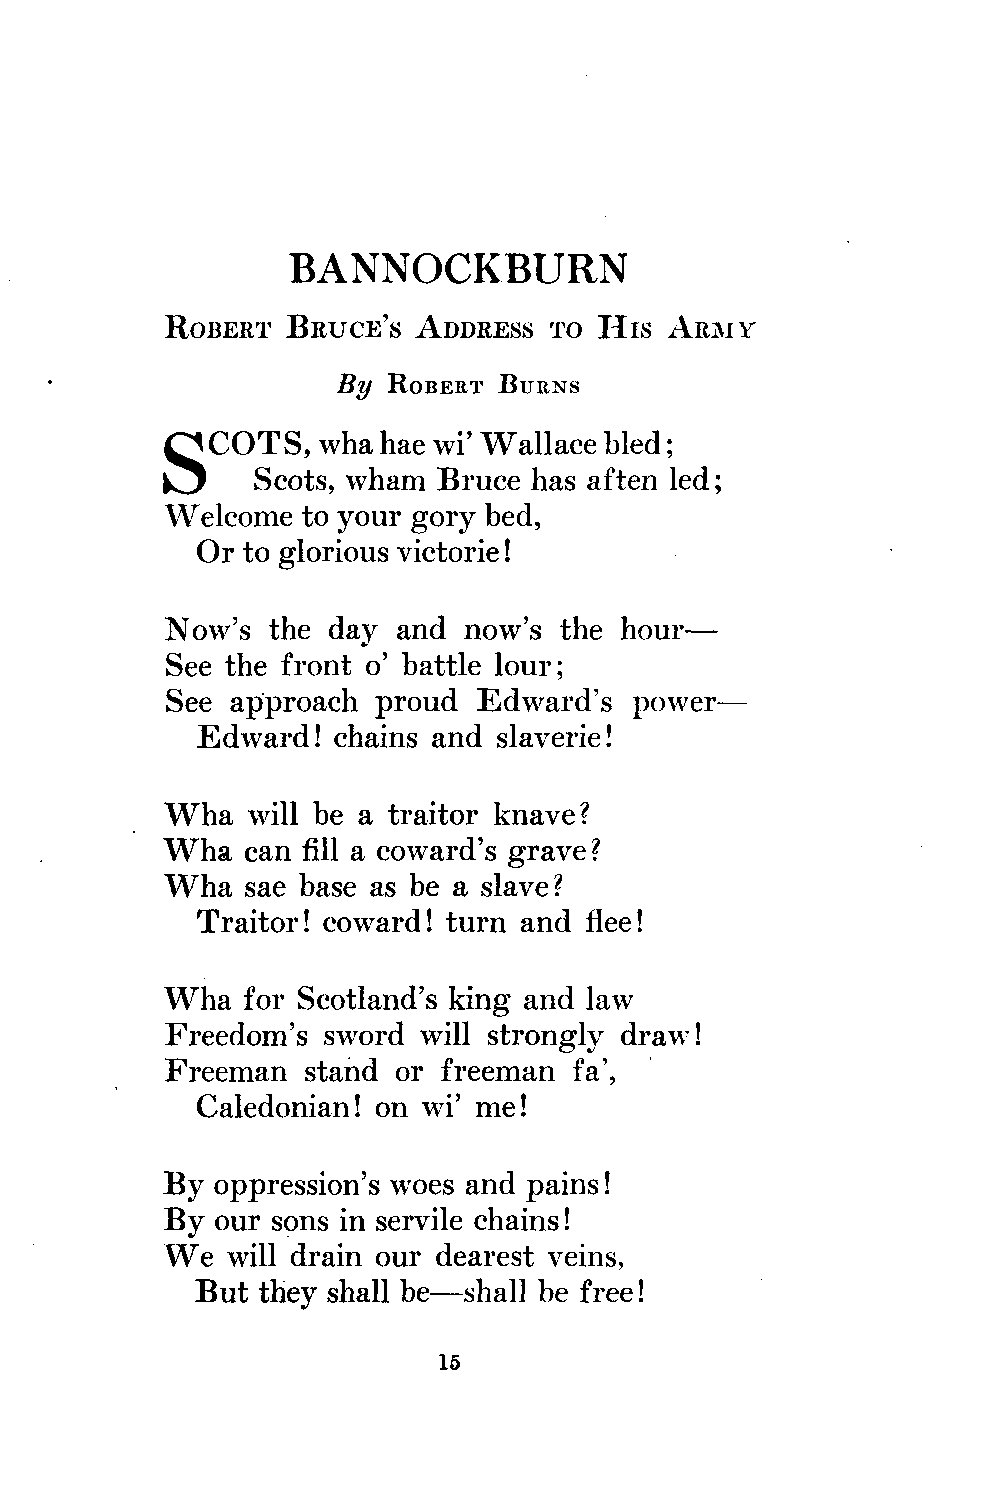 BANNOCKBURN
ROBERT BRUCE'S ADDRESS TO HIS ARMY
By ROBERT BURNS
SCOTS, wha hae wi' Wallace bled;
Scots, wham Bruce has aften led;
Welcome to your gory bed,
Or to glorious victorie!
Now's the day and now's the hour—
See the front o' battle lour;
See approach proud Edward's power—
Edward! chains and slaverie!
Wha will be a traitor knave?
Wha can fill a coward's grave?
Wha sae base as be a slave?
Traitor! coward! turn and flee!
Wha for Scotland's king and law
Freedom's sword will strongly draw!
Freeman stand or freeman fa',
Caledonian! on wi' me!
By oppression's woes and pains!
By our sons in servile chains!
We will drain our dearest veins,
But they shall be—shall be free!
15